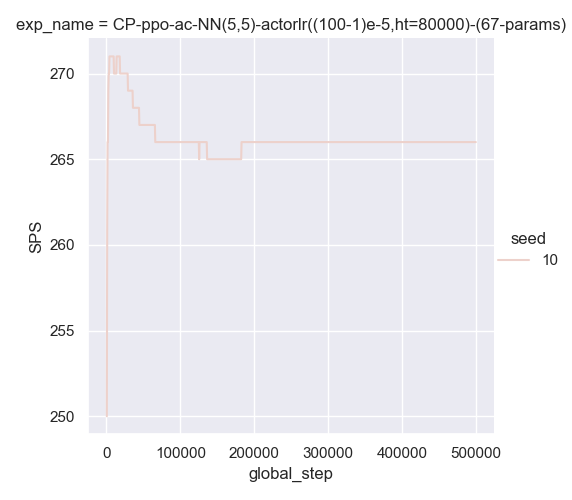 exp_name = CP-ppo-ac-NN(5,5)-actorlr((100-1)e-5,ht=80000)-(67-params)
270
265
260
255
250
SPS
seed
10
0 100000 200000 300000 400000 500000
global_step